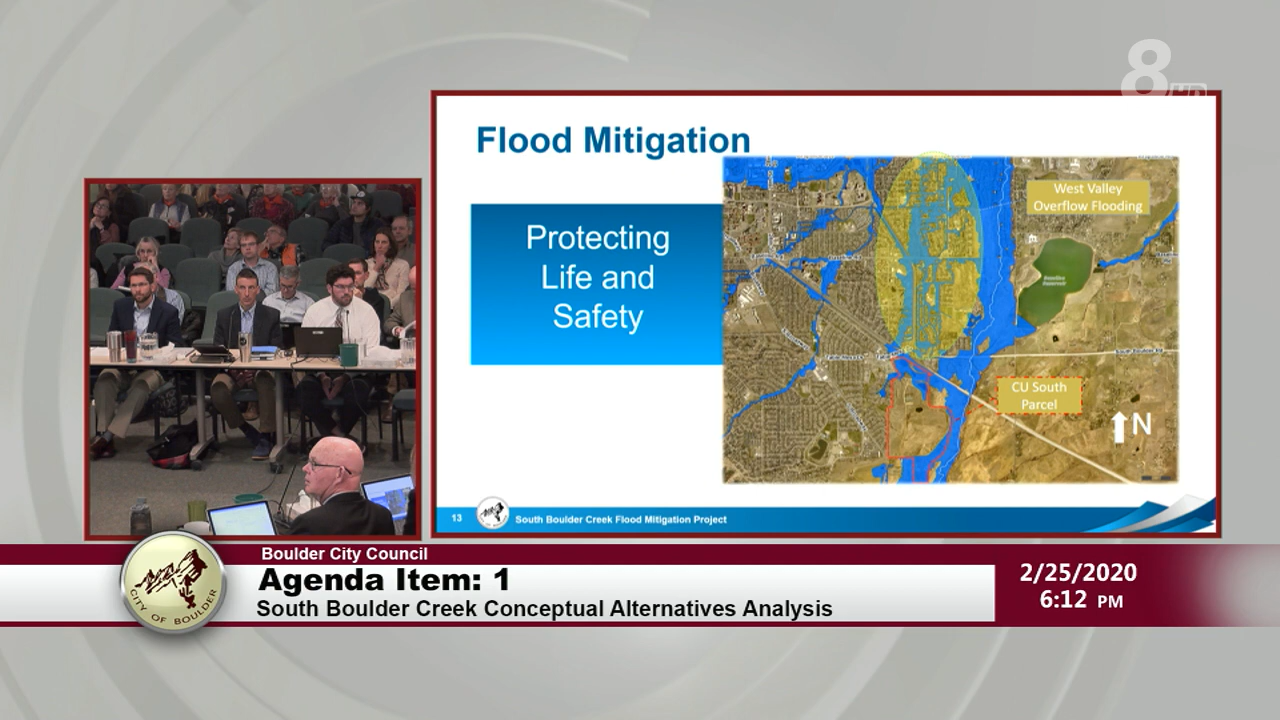 8HD
Flood Mitigation
Protecting
Life and
Safety
West Valley
Overflow Flooding
CU South
Parcel
N
13
South Boulder Creek Flood Mitigation Project
Boulder City Council
Agenda Item: 1
South Boulder Creek Conceptual Alternatives Analysis
2/25/2020
6:12 PM
CITY OF BOULDER